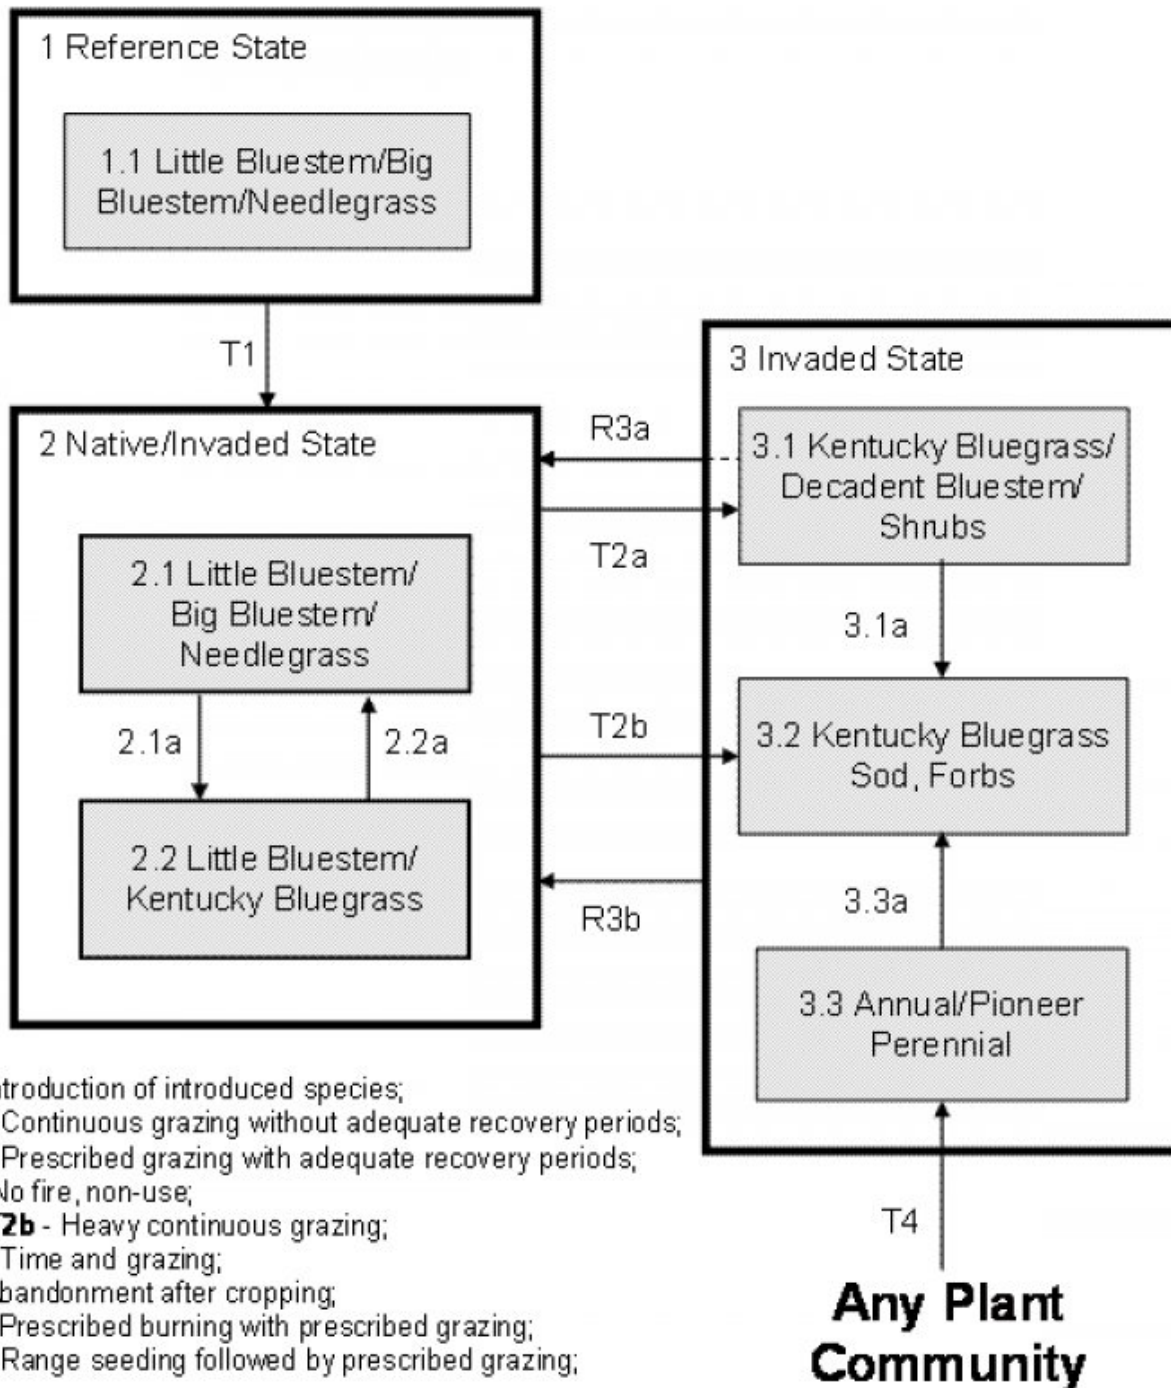 1 Reference State
1.1 Little Bluestem/Big
Bluestem/Needlegrass
T1
2 Native/Invaded State
2.1 Little Bluestem/
Big Bluestem/
Needlegrass
2.1a
2.2a
2.2 Little Bluestem/
Kentucky Bluegrass
R3a
T2a
T2b
R3b
3 Invaded State
3.1 Kentucky Bluegrass/
Decadent Bluestem/
Shrubs
3.1a
3.2 Kentucky Bluegrass
Sod, Forbs
3.3a
3.3 Annual/Pioneer
Perennial
T4
Any Plant
Community
troduction of introduced species;
Continuous grazing without adequate recovery periods;
Prescribed grazing with adequate recovery periods;
No fire, non-use;
2b - Heavy continuous grazing;
Time and grazing;
bandonment after cropping;
Prescribed burning with prescribed grazing;
Range seeding followed by prescribed grazing;